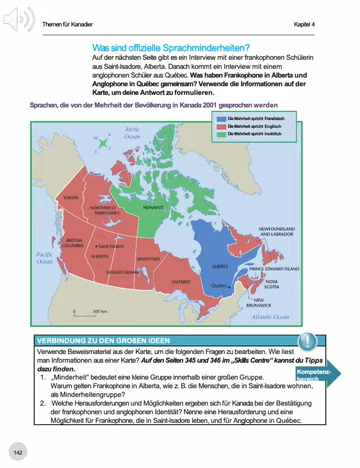 Themen für Kanadier
Kapitel 4
Was sind offizielle Sprachminderheiten?
Auf der nächsten Seite gibt es ein Interview mit einer frankophonen Schülerin
aus Saint-Isadore, Alberta. Danach kommt ein Interview mit einem
anglophonen Schüler aus Québec. Was haben Frankophone in Alberta und
Anglophone in Québec gemeinsam? Verwende die Informationen auf der
Karte, um deine Antwort zu formulieren.
Sprachen, die von der Mehrheit der Bevölkerung in Kanada 2001 gesprochen werden
Die Mehrheit spricht Französisch
Die Mehrheit spricht Englisch
Die Mehrheit spricht Inuktituk
Arctic
Ocean
YUKON
NORTHWEST
TERRITORIES
NUNAVUT
NEWFOUNDLAND
AND LABRADOR
Pacific
Ocean
BRITISH
COLUMBIA
Saint-Isidore
ALBERTA
MANITOBA
SASKATCHEWAN
ONTARIO
QUÉBEC
Québec
PRINCE EDWARD ISLAND
NOVA
SCOTIA
NEW
BRUNSWICK
Atlantic Ocean
0 500 km
VERBINDUNG ZU DEN GROßEN IDEEN
Verwende Beweismaterial aus der Karte, um die folgenden Fragen zu bearbeiten. Wie liest
man Informationen aus einer Karte? Auf den Seiten 345 und 346 im „Skills Centre“ kannst du Tipps
dazu finden.
Kompetenz-
bereich
1. „Minderheit“ bedeutet eine kleine Gruppe innerhalb einer großen Gruppe.
Warum gelten Frankophone in Alberta, wie z. B. die Menschen, die in Saint-Isadore wohnen,
als Minderheitengruppe?
2. Welche Herausforderungen und Möglichkeiten ergeben sich für Kanada bei der Bestätigung
der frankophonen und anglophonen Identität? Nenne eine Herausforderung und eine
Möglichkeit für Frankophone, die in Saint-Isadore leben, und für Anglophone in Québec.
142